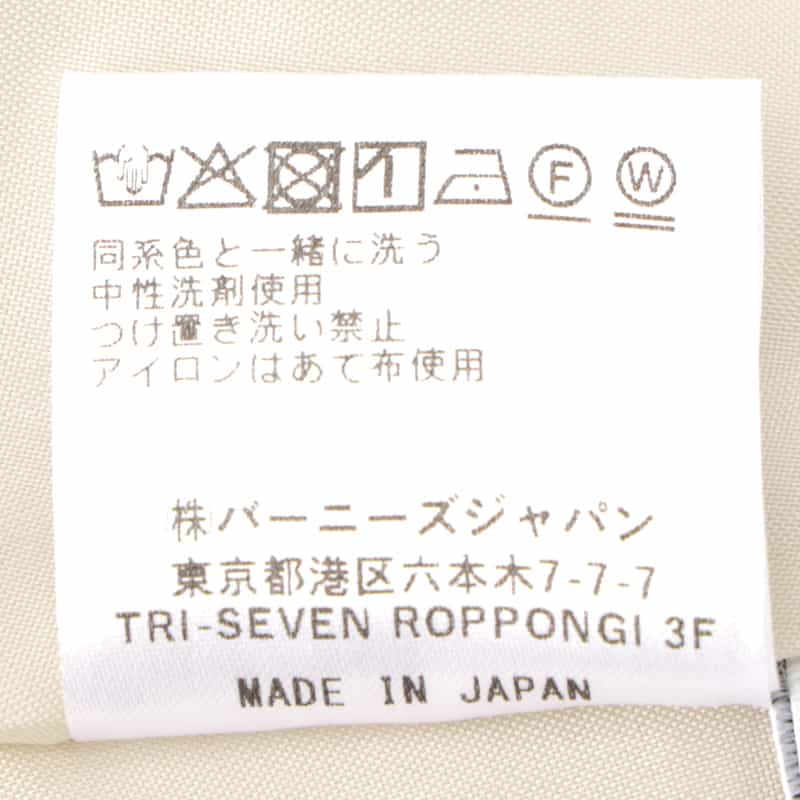 F W
同系色と一緒に洗う
中性洗剤使用
つけ置き洗い禁止
アイロンはあて布使用
㈱バーニーズジャパン
東京都港区六本木7-7-7
TRI-SEVEN ROPPONGI 3F
MADE IN JAPAN